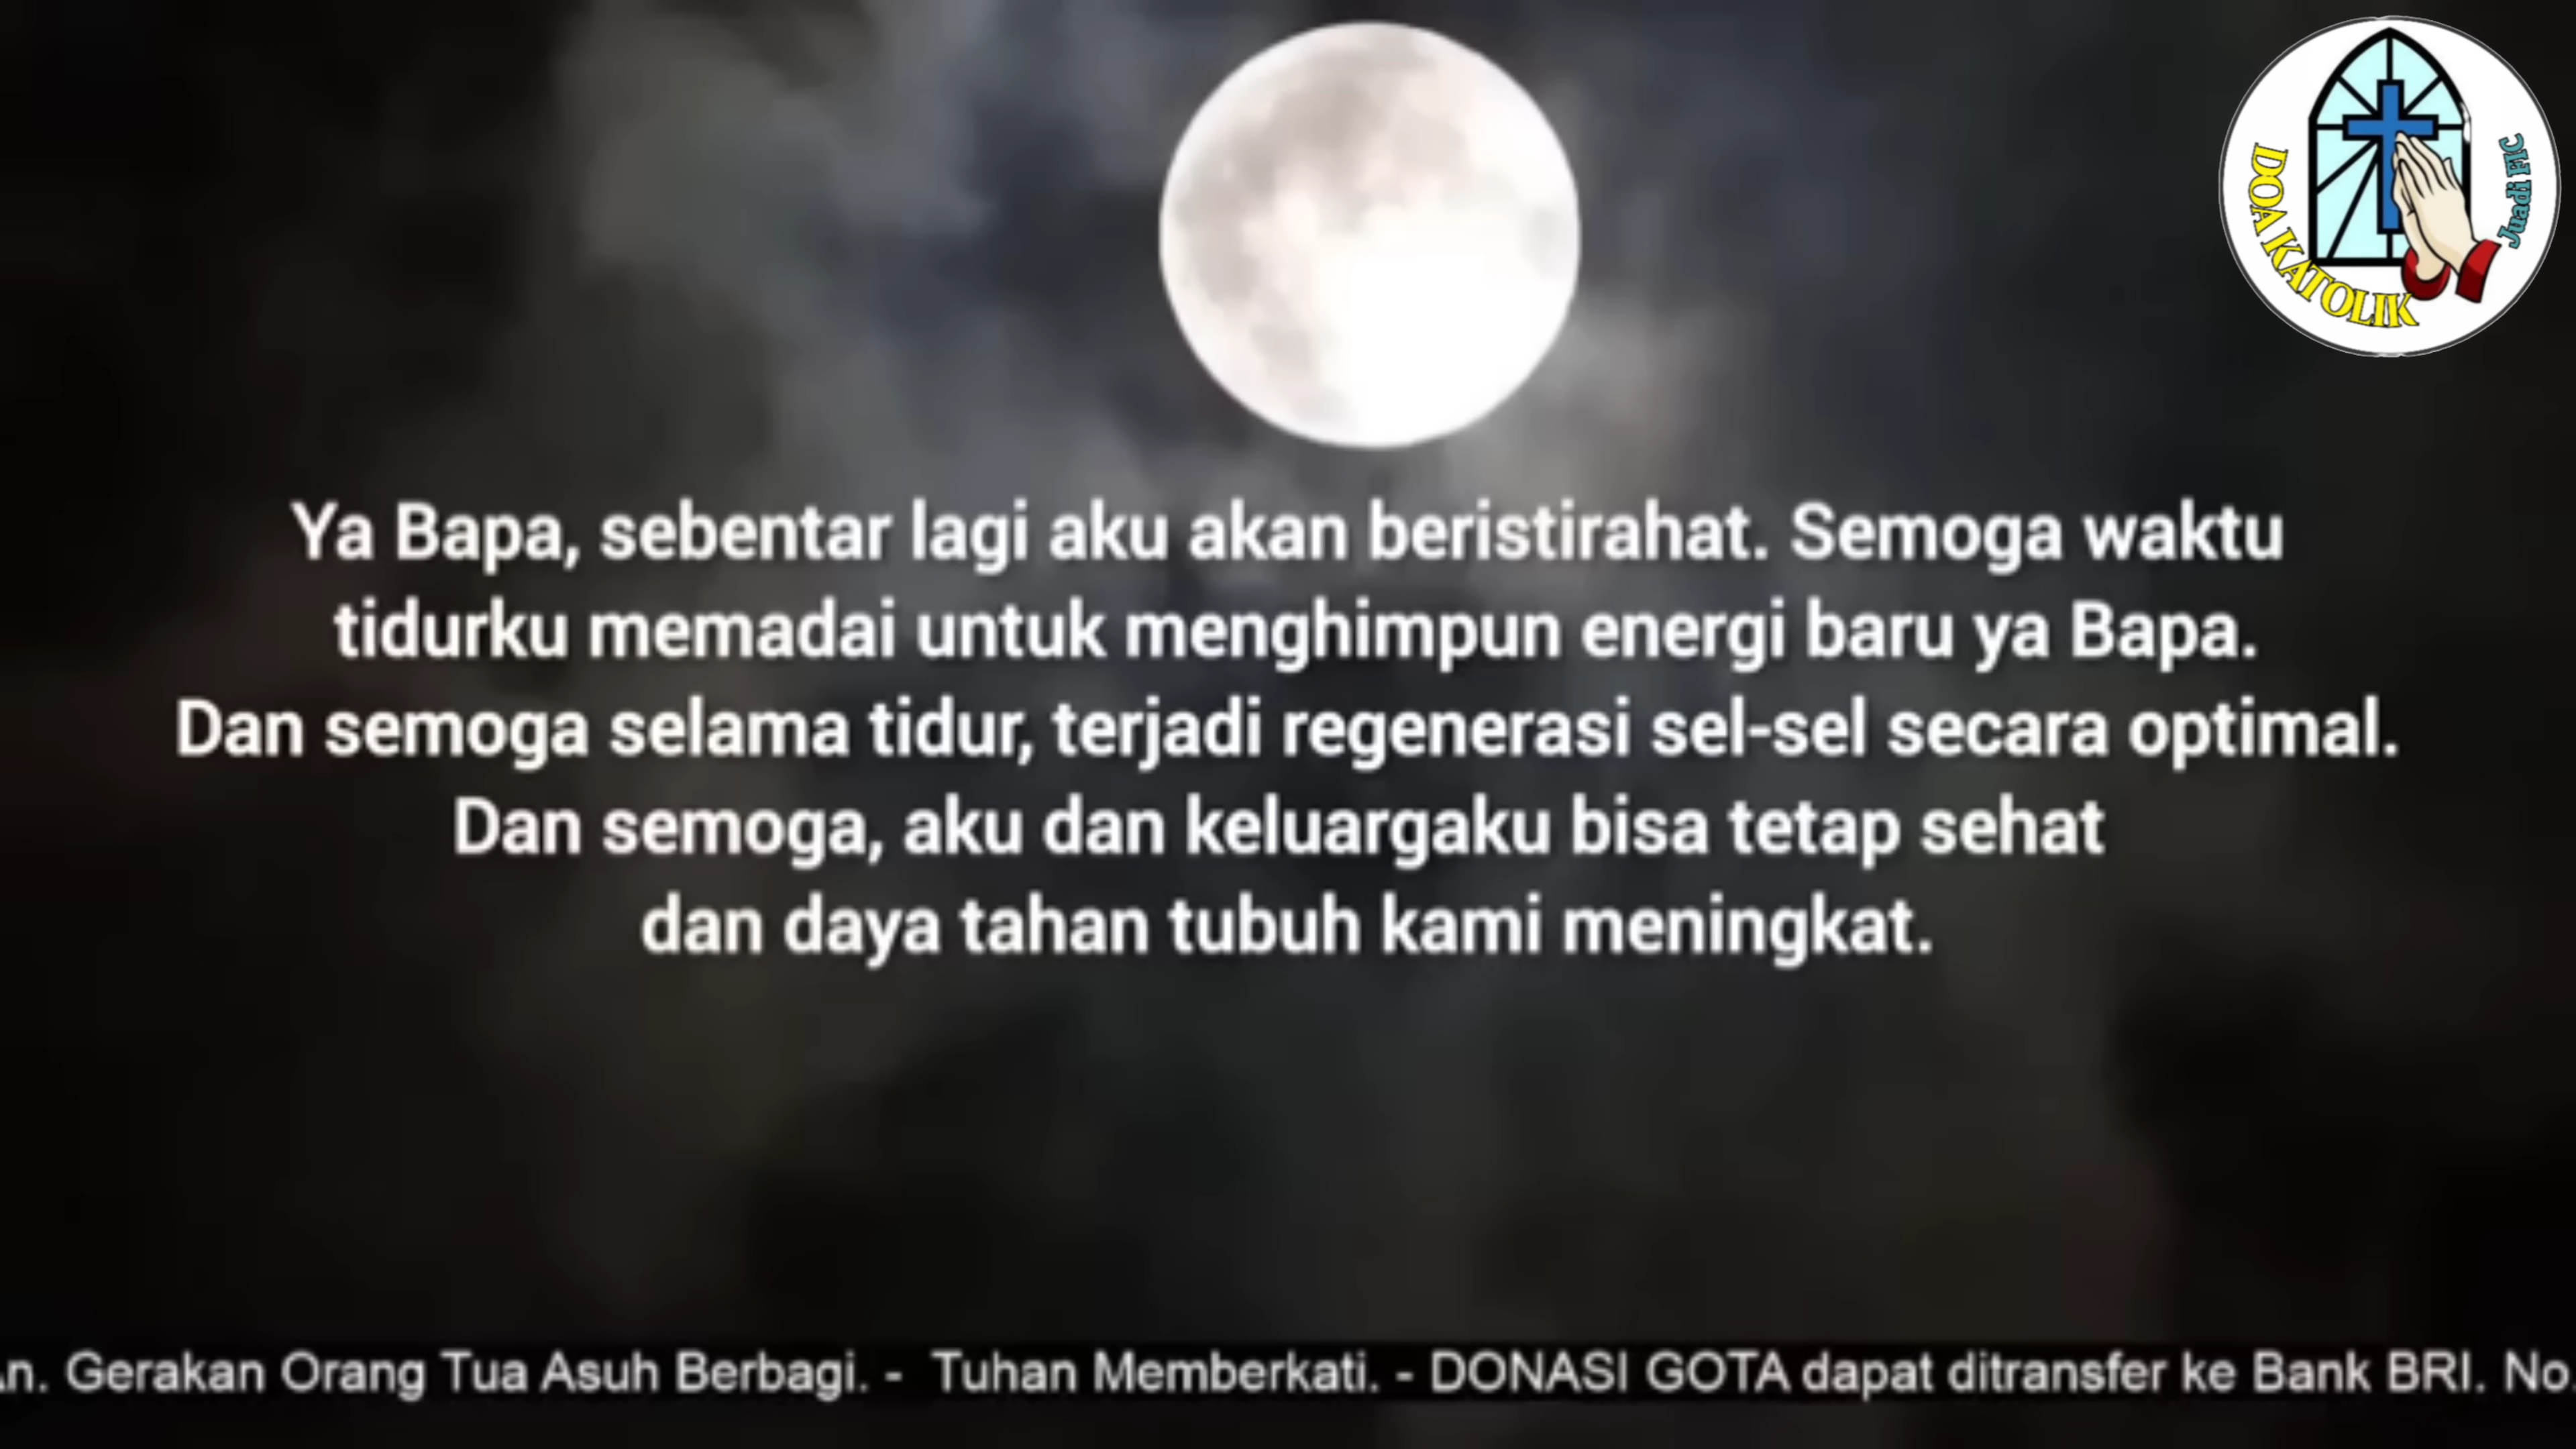 DOA KATOLIK
Juadi FIC
Ya Bapa, sebentar lagi aku akan beristirahat. Semoga waktu
tidurku memadai untuk menghimpun energi baru ya Bapa.
Dan semoga selama tidur, terjadi regenerasi sel-sel secara optimal.
Dan semoga, aku dan keluargaku bisa tetap sehat
dan daya tahan tubuh kami meningkat.
An. Gerakan Orang Tua Asuh Berbagi. - Tuhan Memberkati. - DONASI GOTA dapat ditransfer ke Bank BRI. No.